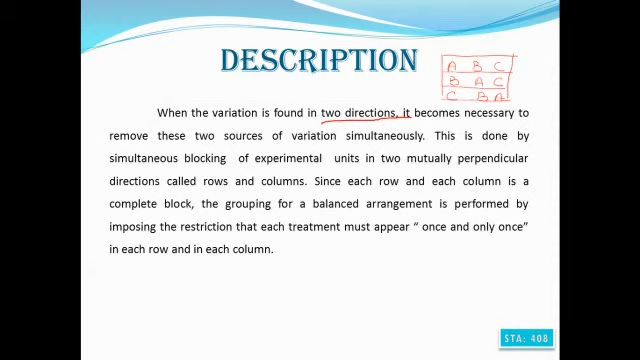 DESCRIPTION
A B C
B A C
C B A
When the variation is found in two directions, it becomes necessary to
remove these two sources of variation simultaneously. This is done by
simultaneous blocking of experimental units in two mutually perpendicular
directions called rows and columns. Since each row and each column is a
complete block, the grouping for a balanced arrangement is performed by
imposing the restriction that each treatment must appear “ once and only once”
in each row and in each column.
STA: 408